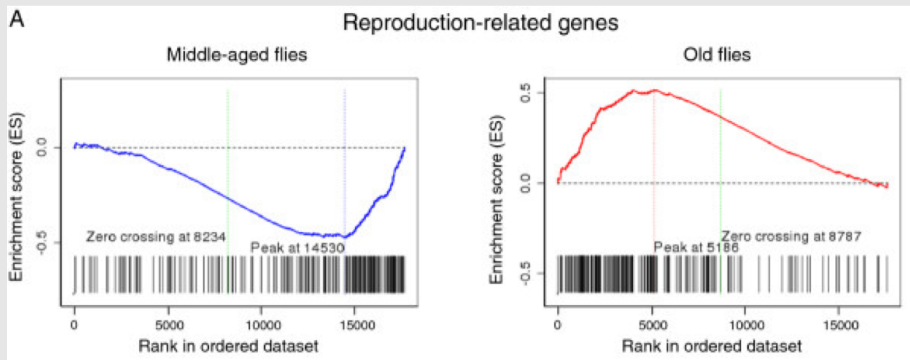 A
Reproduction-related genes
Middle-aged flies
Enrichment score (ES)
0.0
-0.5
Zero crossing at 8234
Peak at 14530
0 5000 10000 15000
Rank in ordered dataset
Old flies
Enrichment score (ES)
0.5
0.0
-0.5
Zero crossing at 8787
Peak at 5186
0 5000 10000 15000
Rank in ordered dataset